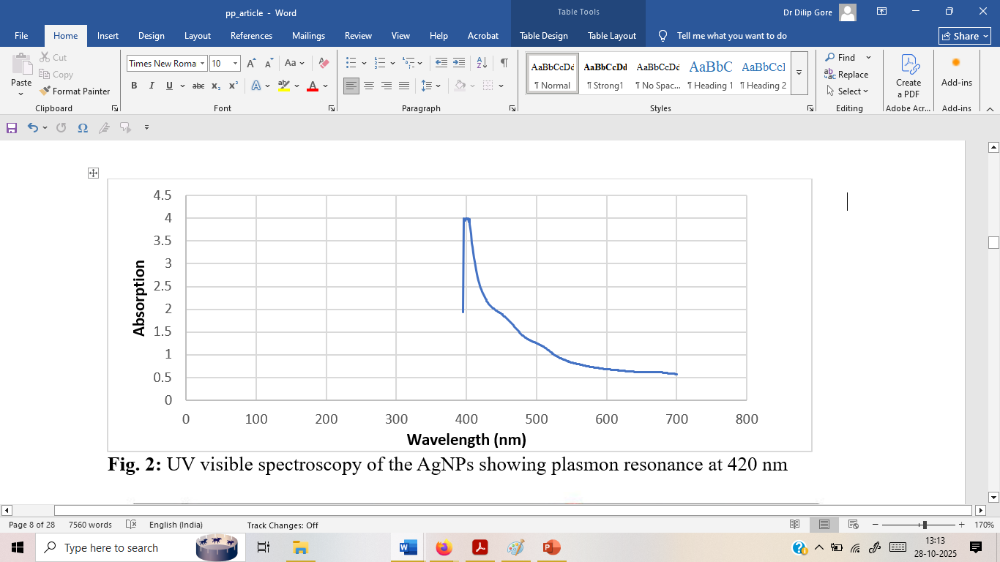 pp_article - Word
Table Tools
Dr Dilip Gore
File Home Insert Design Layout References Mailings Review View Help Acrobat Table Design Table Layout Tell me what you want to do Share
Paste
Cut
Copy
Format Painter
Clipboard
Times New Roma 10
Font
Paragraph
AaBbCcDd AaBbCcDd AaBbCcDd AaBbC AaBbCcI
¶ Normal ¶ Strong1 ¶ No Spac... ¶ Heading 1 ¶ Heading 2
Styles
Find
Replace
Select
Editing
Create
a PDF
Adobe Acr...
Add-ins
Add-ins
4.5
4
3.5
3
2.5
2
1.5
1
0.5
0
Absorption
0 100 200 300 400 500 600 700 800
Wavelength (nm)
Fig. 2: UV visible spectroscopy of the AgNPs showing plasmon resonance at 420 nm
Page 8 of 28 7560 words English (India) Track Changes: Off 170%
Type here to search
13:13
28-10-2025